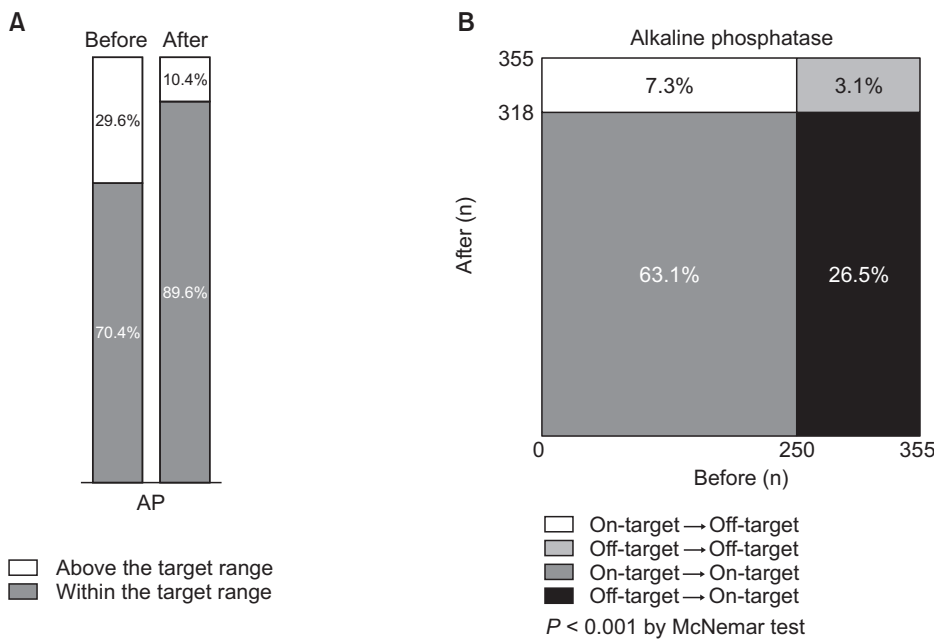 A
Before After
29.6%
10.4%
70.4%
89.6%
AP
Above the target range
Within the target range
B
Alkaline phosphatase
355
318
7.3%
3.1%
63.1%
26.5%
After (n)
0
250
355
Before (n)
On-target → Off-target
Off-target → Off-target
On-target → On-target
Off-target → On-target
P < 0.001 by McNemar test